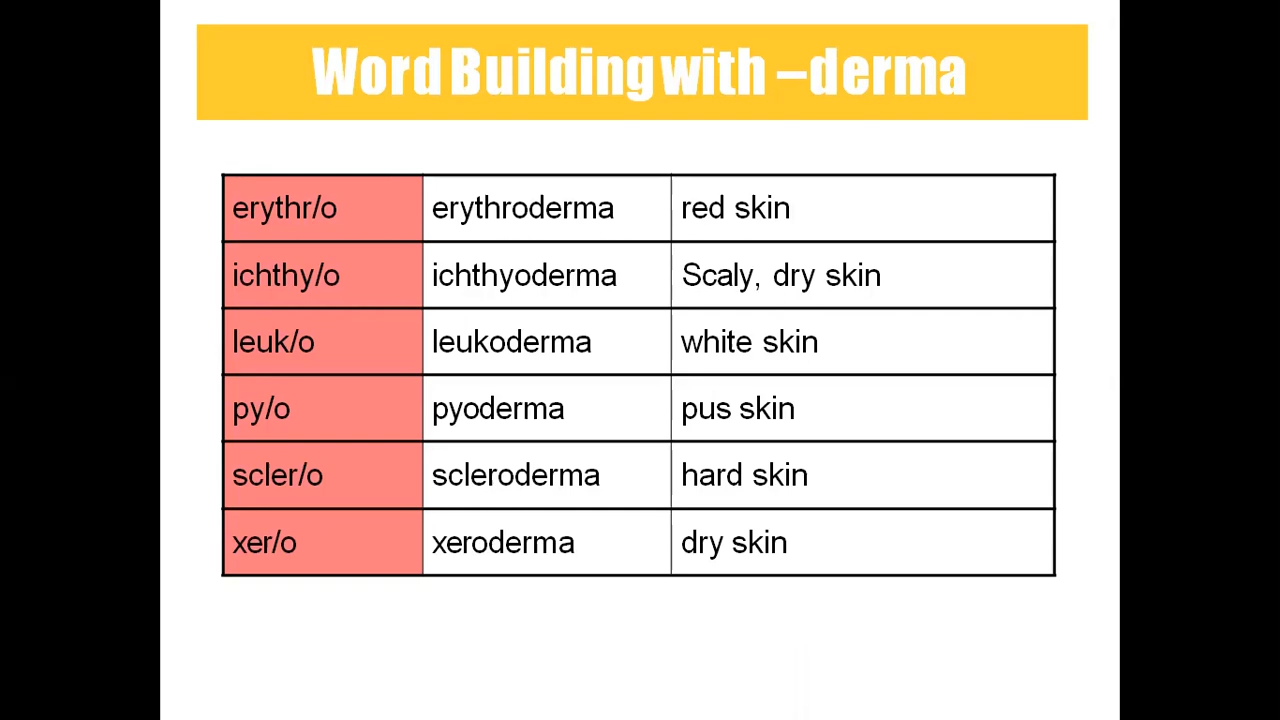 Word Building with –derma
erythr/o erythroderma red skin
ichthy/o ichthyoderma Scaly, dry skin
leuk/o leukoderma white skin
py/o pyoderma pus skin
scler/o scleroderma hard skin
xer/o xeroderma dry skin